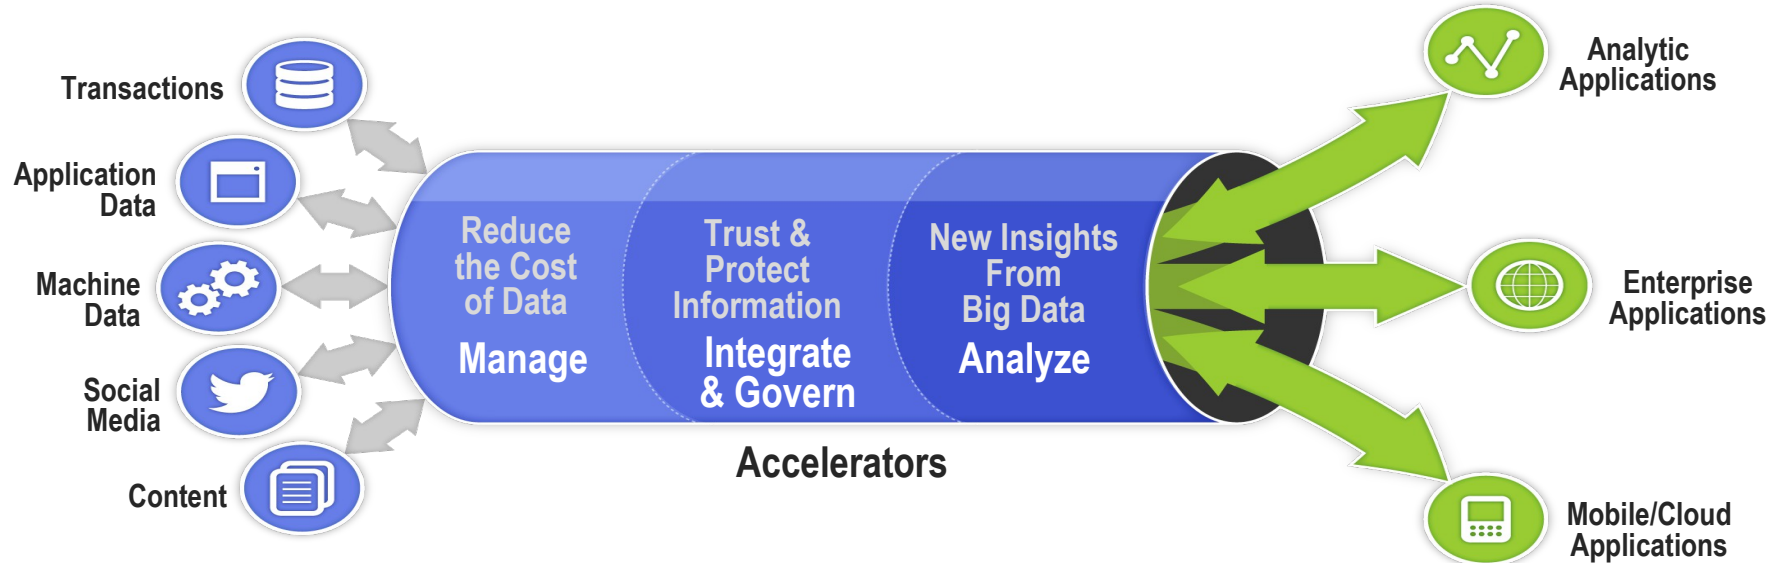 Transactions
Application
Data
Machine
Data
Social
Media
Content
Reduce
the Cost
of Data
Manage
Trust &
Protect
Information
Integrate
& Govern
New Insights
From
Big Data
Analyze
Accelerators
Analytic
Applications
Enterprise
Applications
Mobile/Cloud
Applications